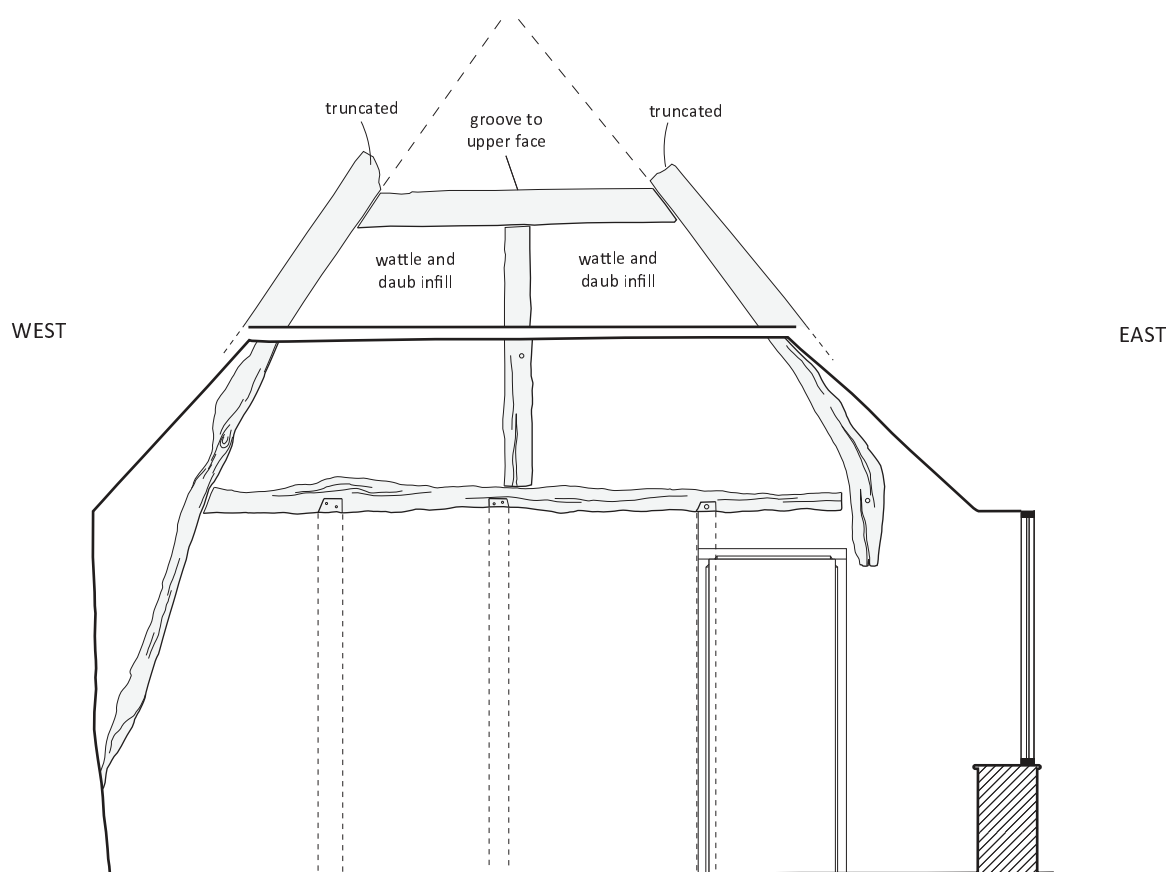 truncated
groove to
upper face
truncated
wattle and
daub infill
wattle and
daub infill
WEST
EAST